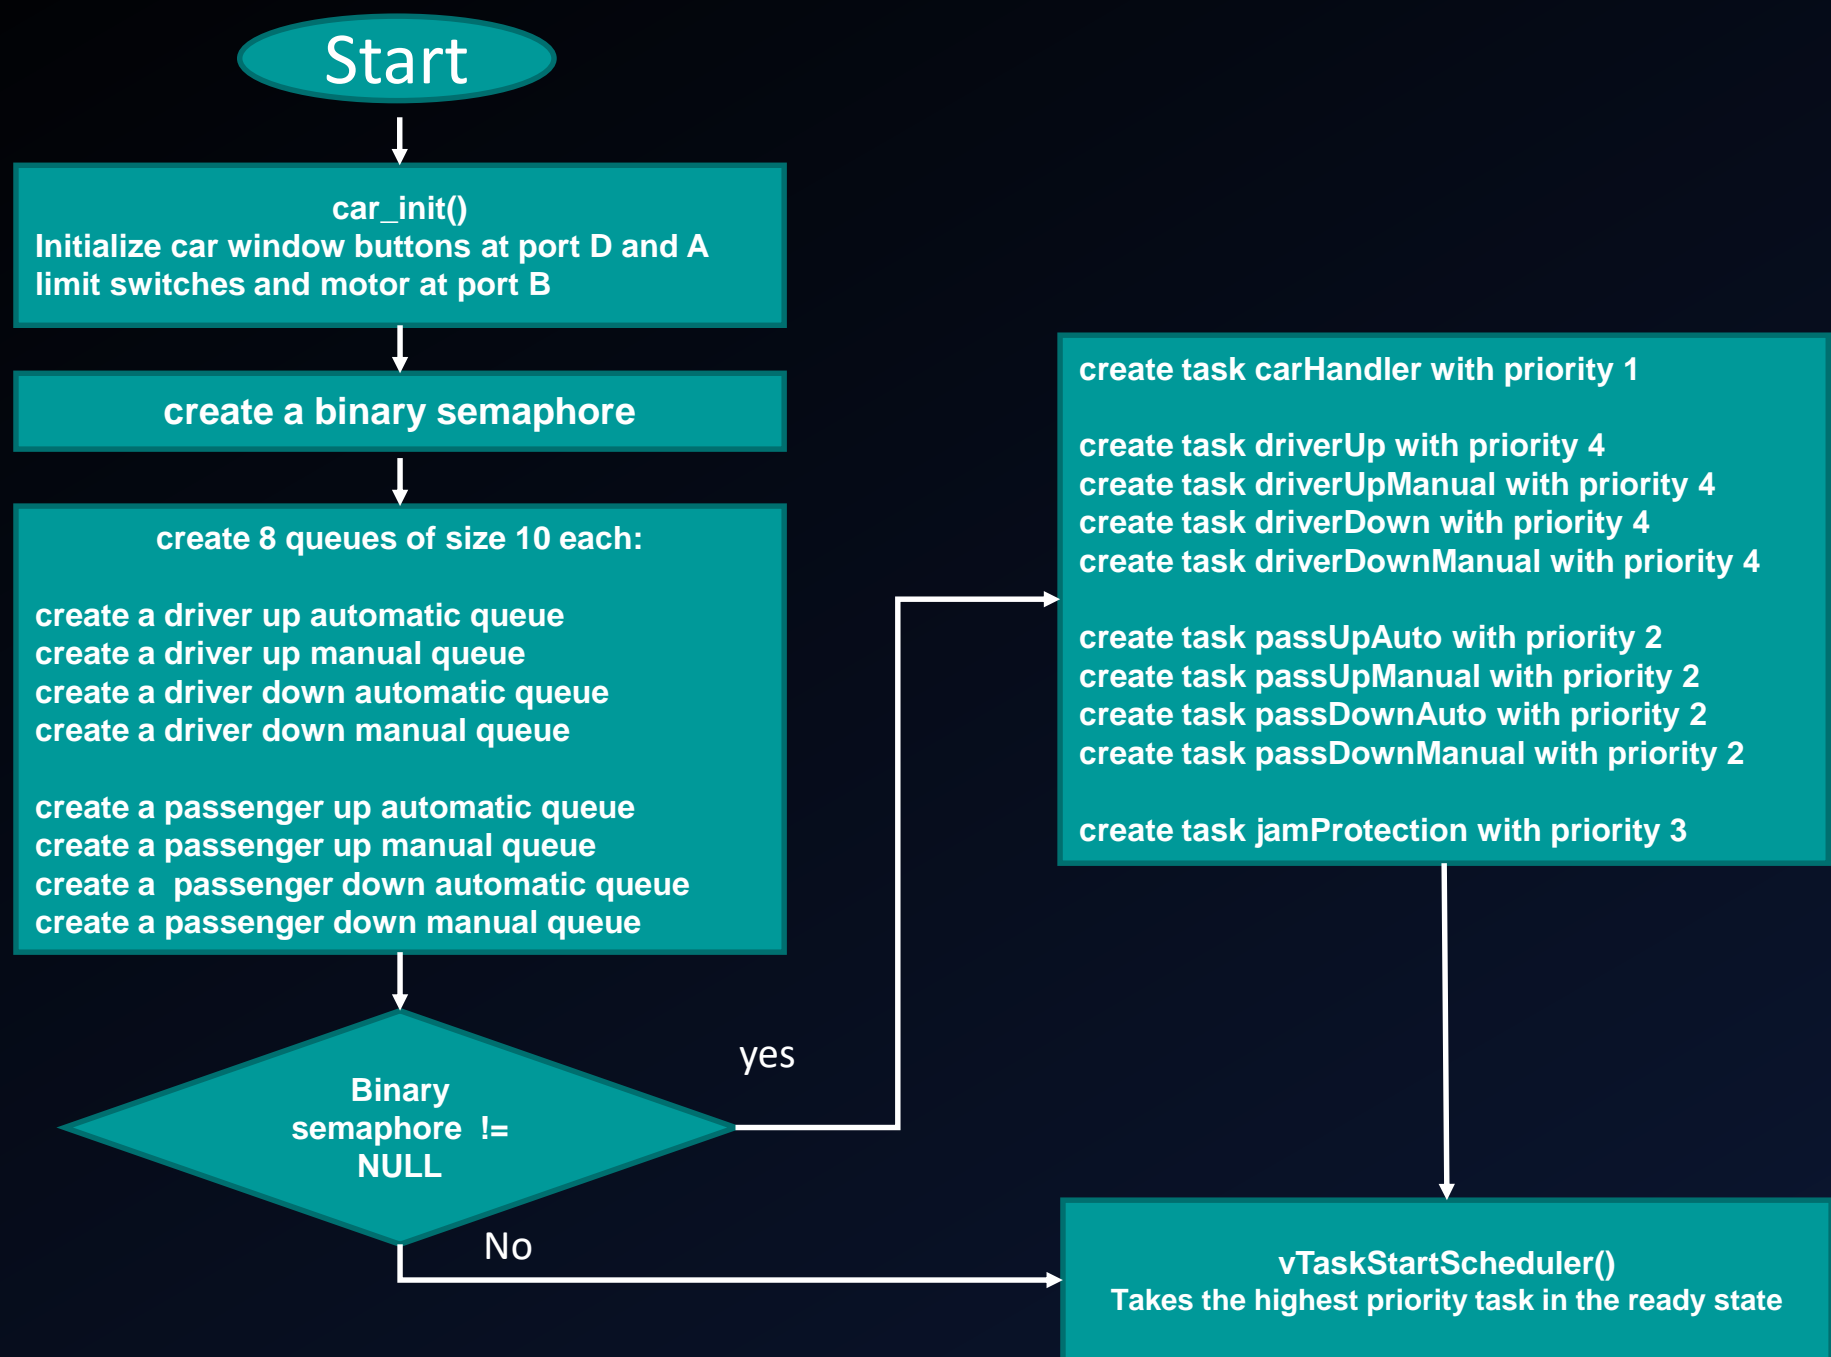 Start
car_init()
Initialize car window buttons at port D and A
limit switches and motor at port B
create a binary semaphore
create 8 queues of size 10 each:
create a driver up automatic queue
create a driver up manual queue
create a driver down automatic queue
create a driver down manual queue
create a passenger up automatic queue
create a passenger up manual queue
create a  passenger down automatic queue
create a passenger down manual queue
Binary
semaphore  !=
NULL
yes
No
create task carHandler with priority 1
create task driverUp with priority 4
create task driverUpManual with priority 4
create task driverDown with priority 4
create task driverDownManual with priority 4
create task passUpAuto with priority 2
create task passUpManual with priority 2
create task passDownAuto with priority 2
create task passDownManual with priority 2
create task jamProtection with priority 3
vTaskStartScheduler()
Takes the highest priority task in the ready state